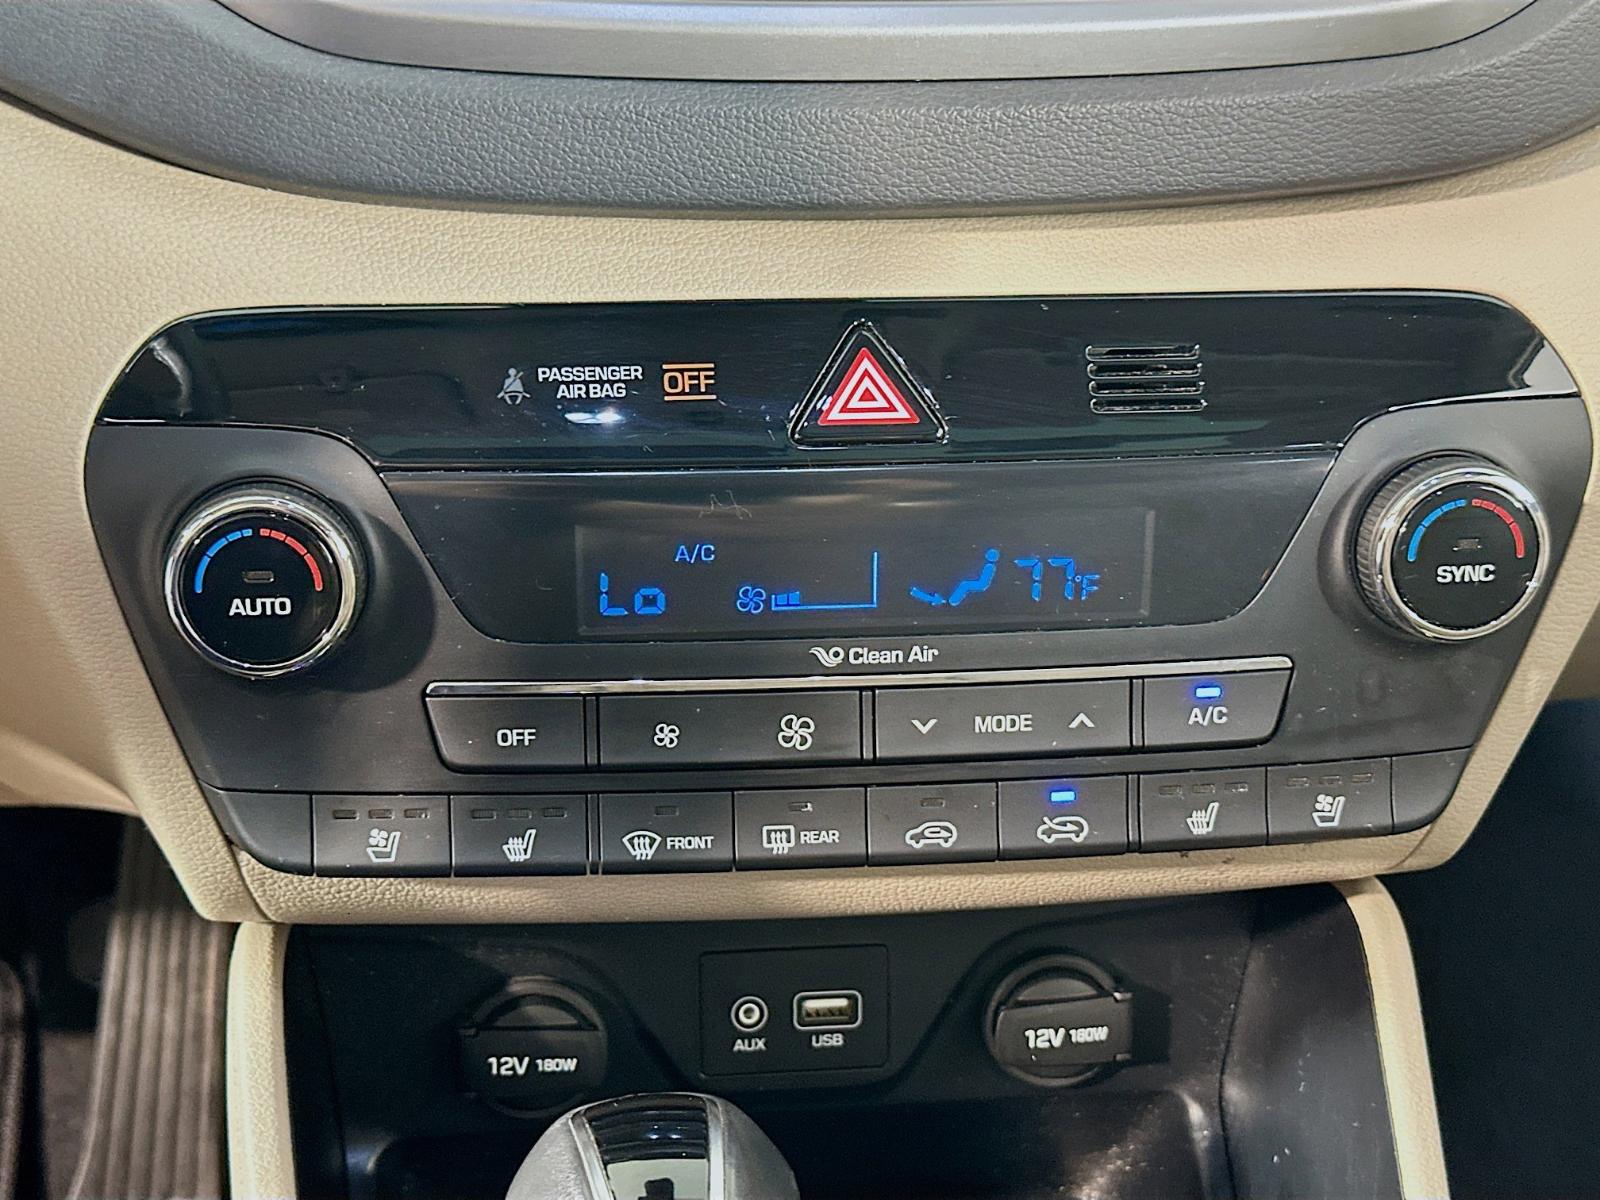 PASSENGER
AIR BAG
OFF
A/C
Lo
77°F
AUTO
SYNC
Clean Air
OFF
MODE
A/C
FRONT
REAR
12V 180W
AUX
USB
12V 180W